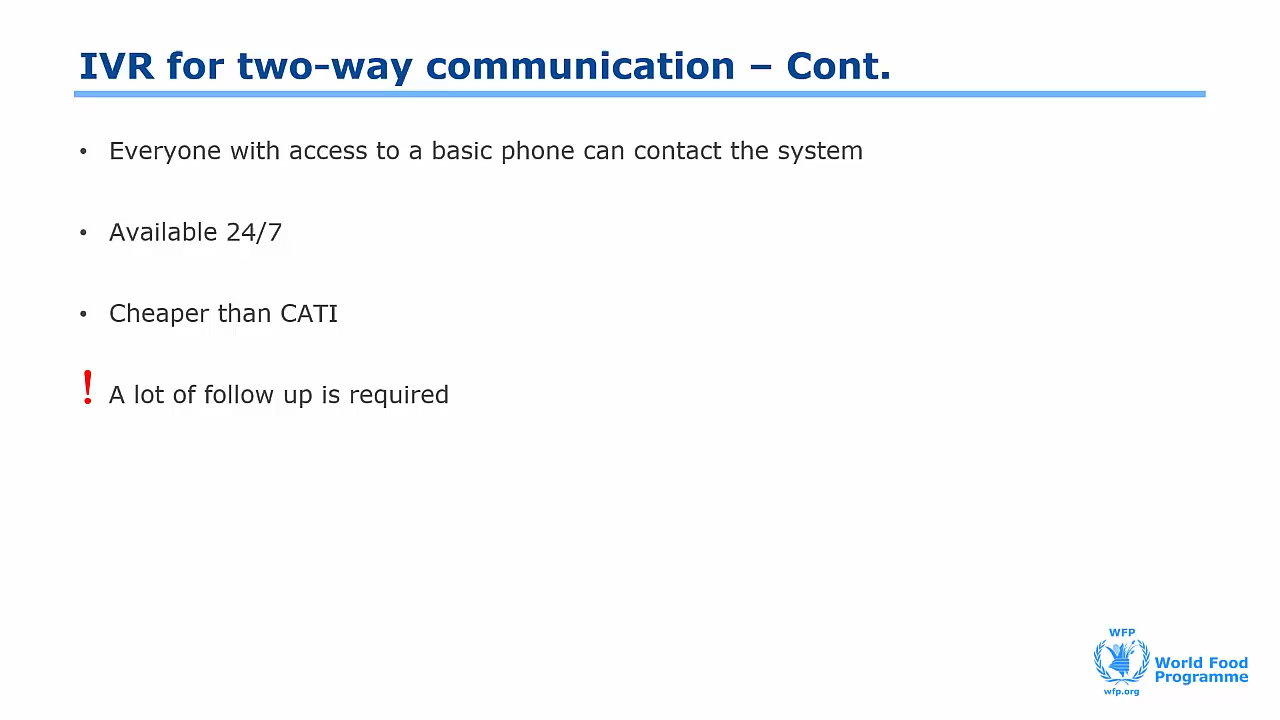 IVR for two-way communication – Cont.
• Everyone with access to a basic phone can contact the system
• Available 24/7
• Cheaper than CATI
! A lot of follow up is required
WFP
wfp.org
World Food
Programme